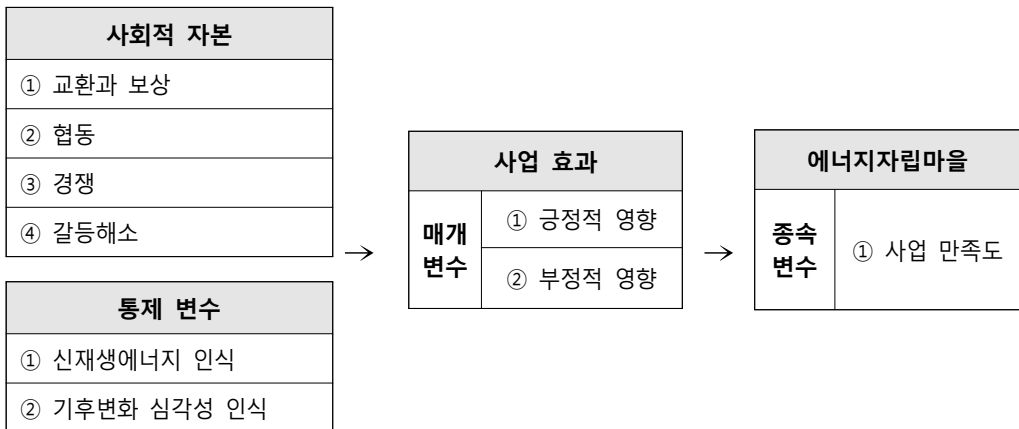 사회적 자본
① 교환과 보상
② 협동
③ 경쟁
④ 갈등해소
통제 변수
① 신재생에너지 인식
② 기후변화 심각성 인식
→
사업 효과
매개
변수
① 긍정적 영향
② 부정적 영향
→
에너지자립마을
종속
변수
① 사업 만족도